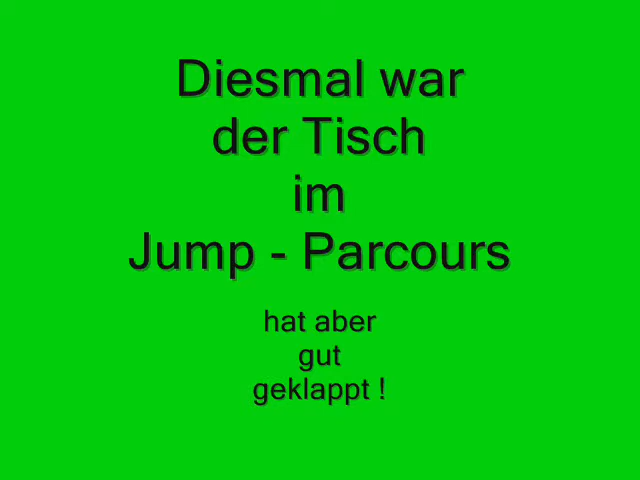 Diesmal war
der Tisch
im
Jump - Parcours
hat aber
gut
geklappt !